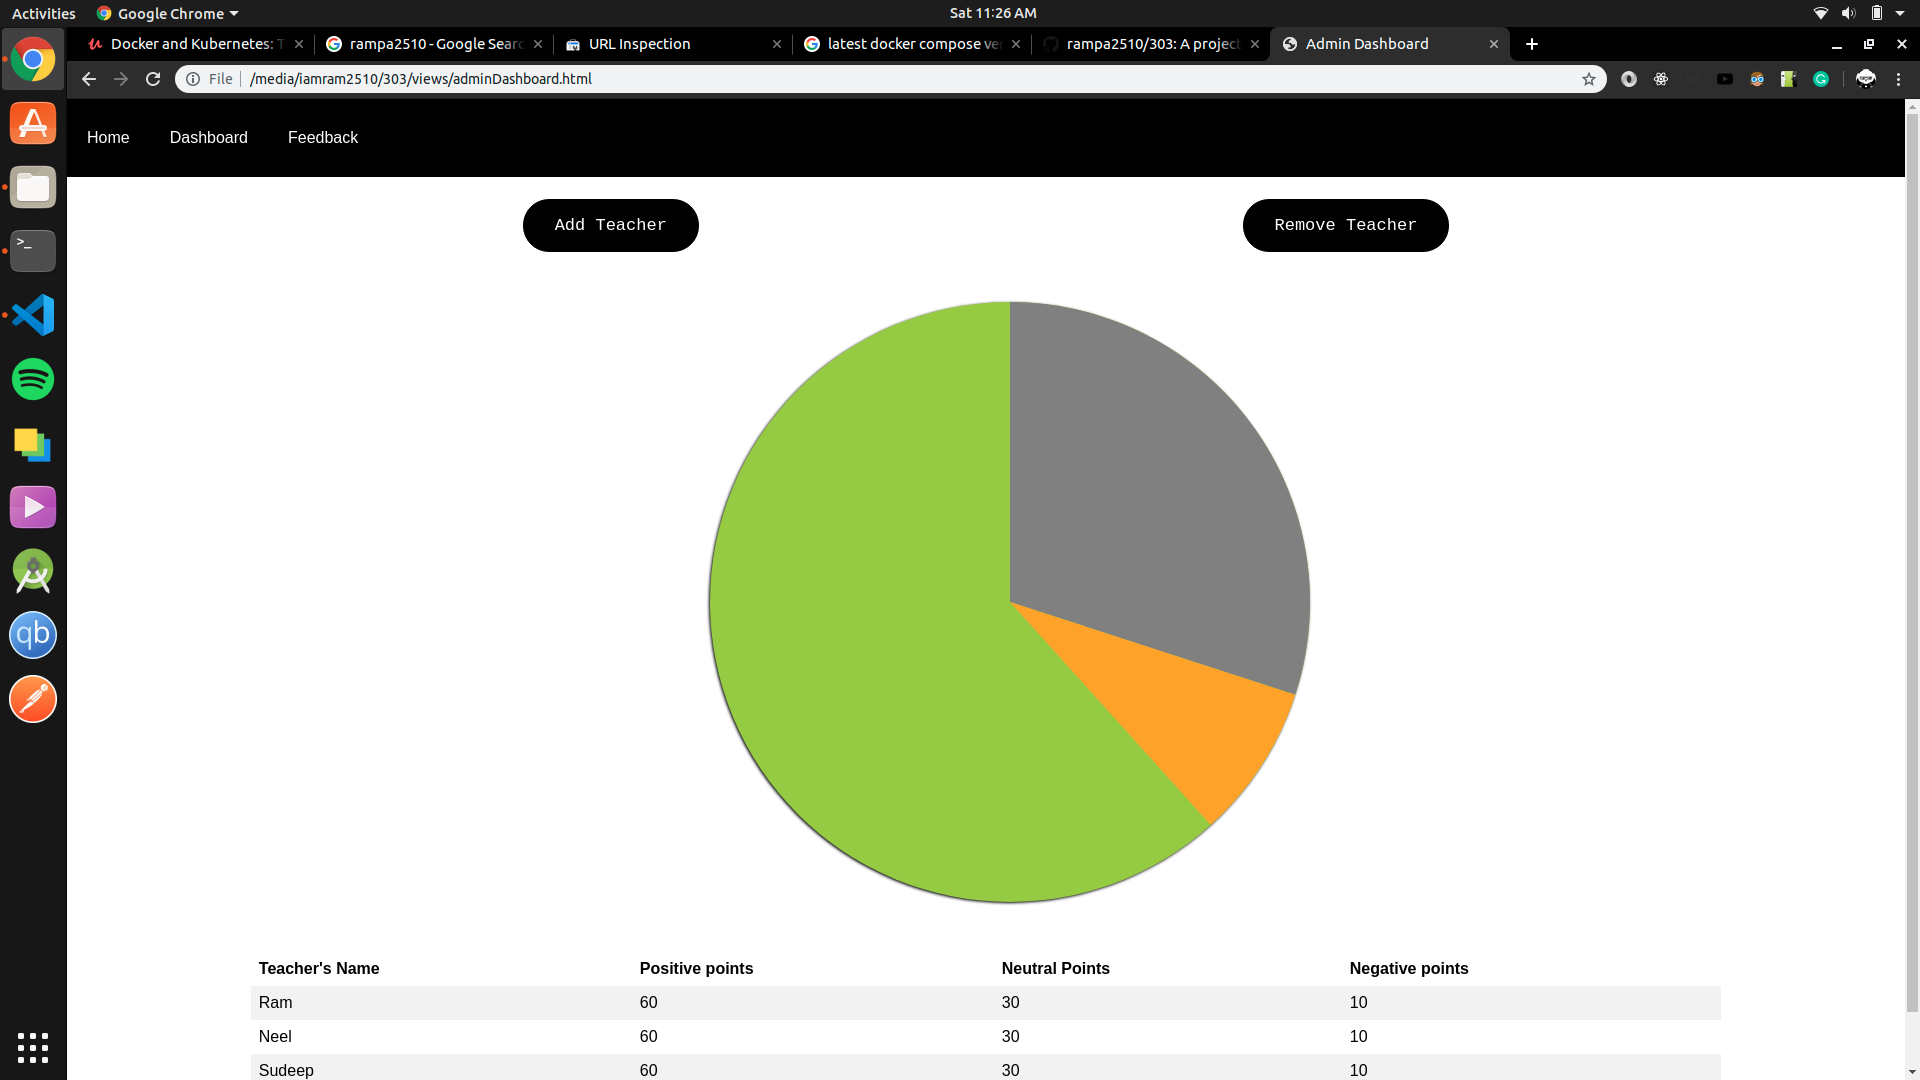 Activities Google Chrome Sat 11:26 AM
Docker and Kubernetes: T rampa2510 - Google Searc URL Inspection latest docker compose ve rampa2510/303: A project Admin Dashboard
File /media/iamram2510/303/views/adminDashboard.html
Home Dashboard Feedback
Add Teacher Remove Teacher
Teacher's Name Positive points Neutral Points Negative points
Ram 60 30 10
Neel 60 30 10
Sudeep 60 30 10
>_
qb